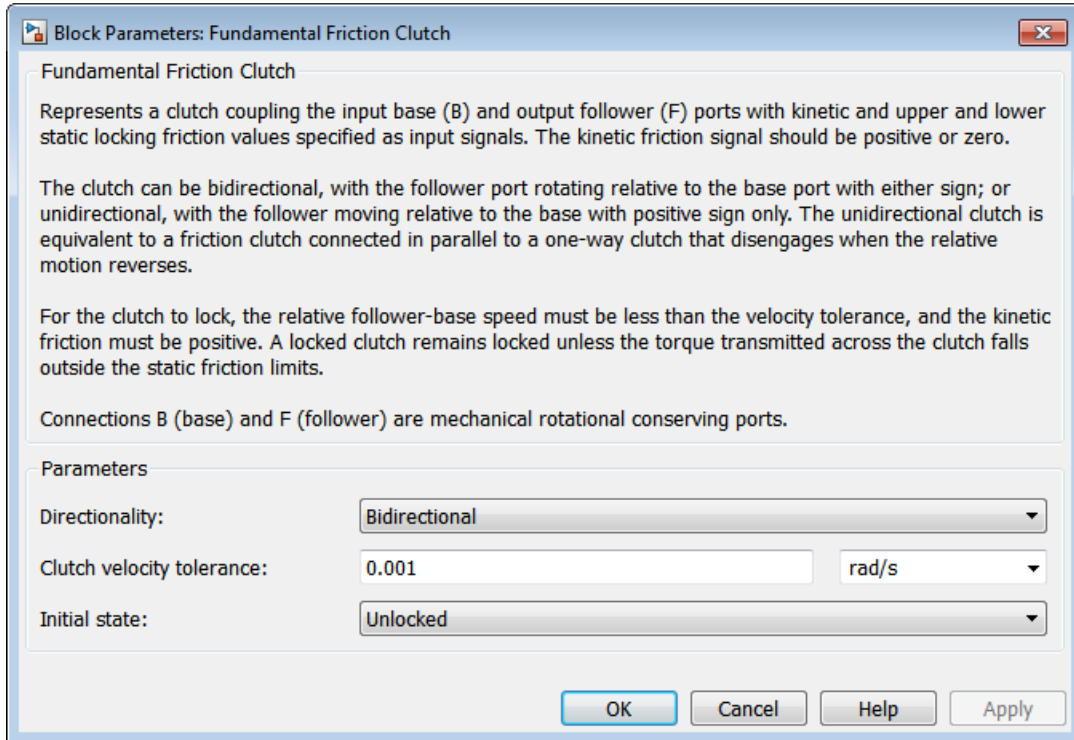 Block Parameters: Fundamental Friction Clutch
Fundamental Friction Clutch
Represents a clutch coupling the input base (B) and output follower (F) ports with kinetic and upper and lower
static locking friction values specified as input signals. The kinetic friction signal should be positive or zero.
The clutch can be bidirectional, with the follower port rotating relative to the base port with either sign; or
unidirectional, with the follower moving relative to the base with positive sign only. The unidirectional clutch is
equivalent to a friction clutch connected in parallel to a one-way clutch that disengages when the relative
motion reverses.
For the clutch to lock, the relative follower-base speed must be less than the velocity tolerance, and the kinetic
friction must be positive. A locked clutch remains locked unless the torque transmitted across the clutch falls
outside the static friction limits.
Connections B (base) and F (follower) are mechanical rotational conserving ports.
Parameters
Directionality: Bidirectional
Clutch velocity tolerance: 0.001 rad/s
Initial state: Unlocked
OK Cancel Help Apply